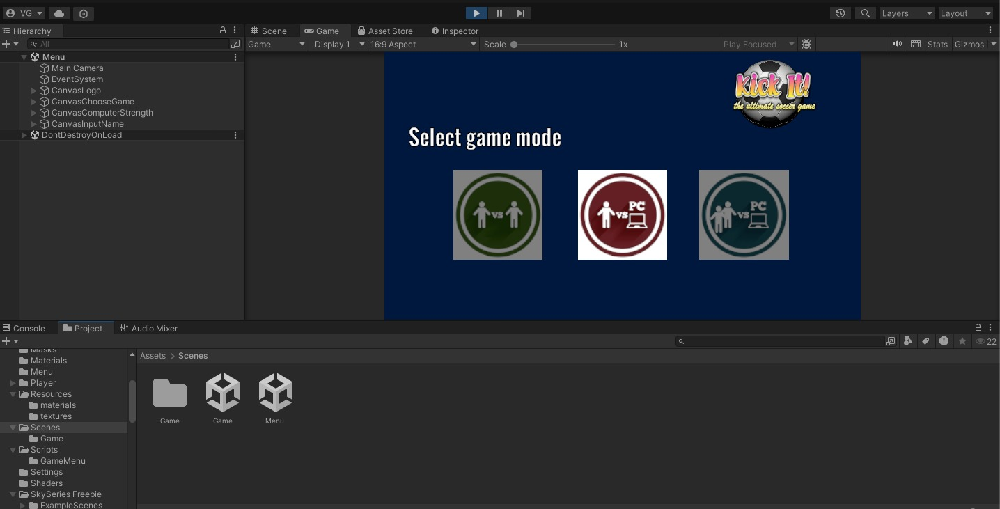 VG
Layers
Layout
Hierarchy
Scene
Game
Asset Store
Inspector
All
Game
Display 1
16:9 Aspect
Scale
1x
Play Focused
Stats
Gizmos
Menu
Main Camera
EventSystem
CanvasLogo
CanvasChooseGame
CanvasComputerStrength
CanvasInputName
DontDestroyOnLoad
Kick It!
the ultimate soccer game
Select game mode
vs
vs PC
vs PC
Console
Project
Audio Mixer
22
Masks
Materials
Menu
Player
Resources
materials
textures
Scenes
Game
Scripts
GameMenu
Settings
Shaders
SkySeries Freebie
ExampleScenes
Assets > Scenes
Game
Game
Menu